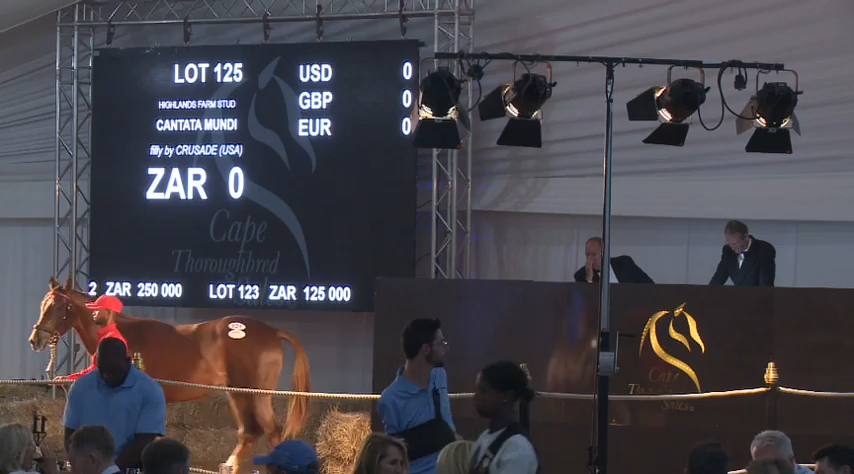 LOT 125
HIGHLANDS FARM STUD
CANTATA MUNDI
filly by CRUSADE (USA)
ZAR 0
USD 0
GBP 0
EUR 0
Cape
Thoroughbred
2 ZAR 250 000 LOT 123 ZAR 125 000
Cape